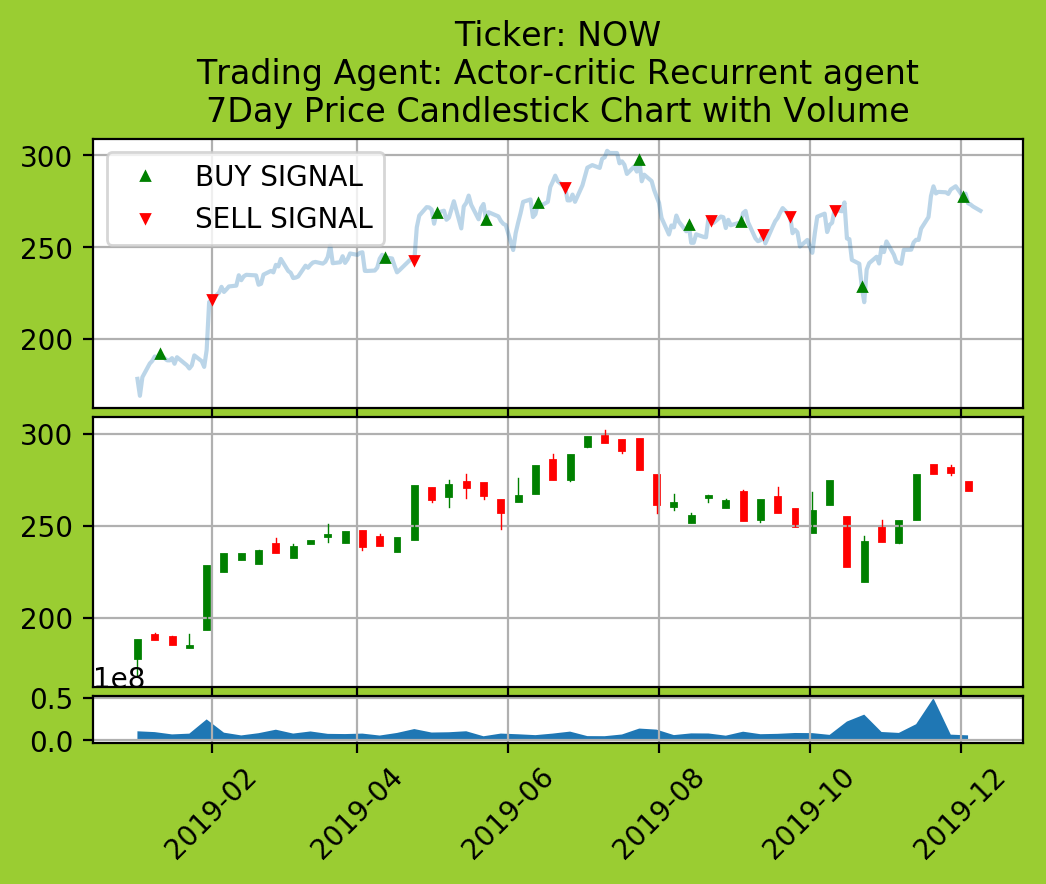 Ticker: NOW
Trading Agent: Actor-critic Recurrent agent
7Day Price Candlestick Chart with Volume
300
250
200
BUY SIGNAL
SELL SIGNAL
300
250
200
1e8
0.5
0.0
2019-02
2019-04
2019-06
2019-08
2019-10
2019-12